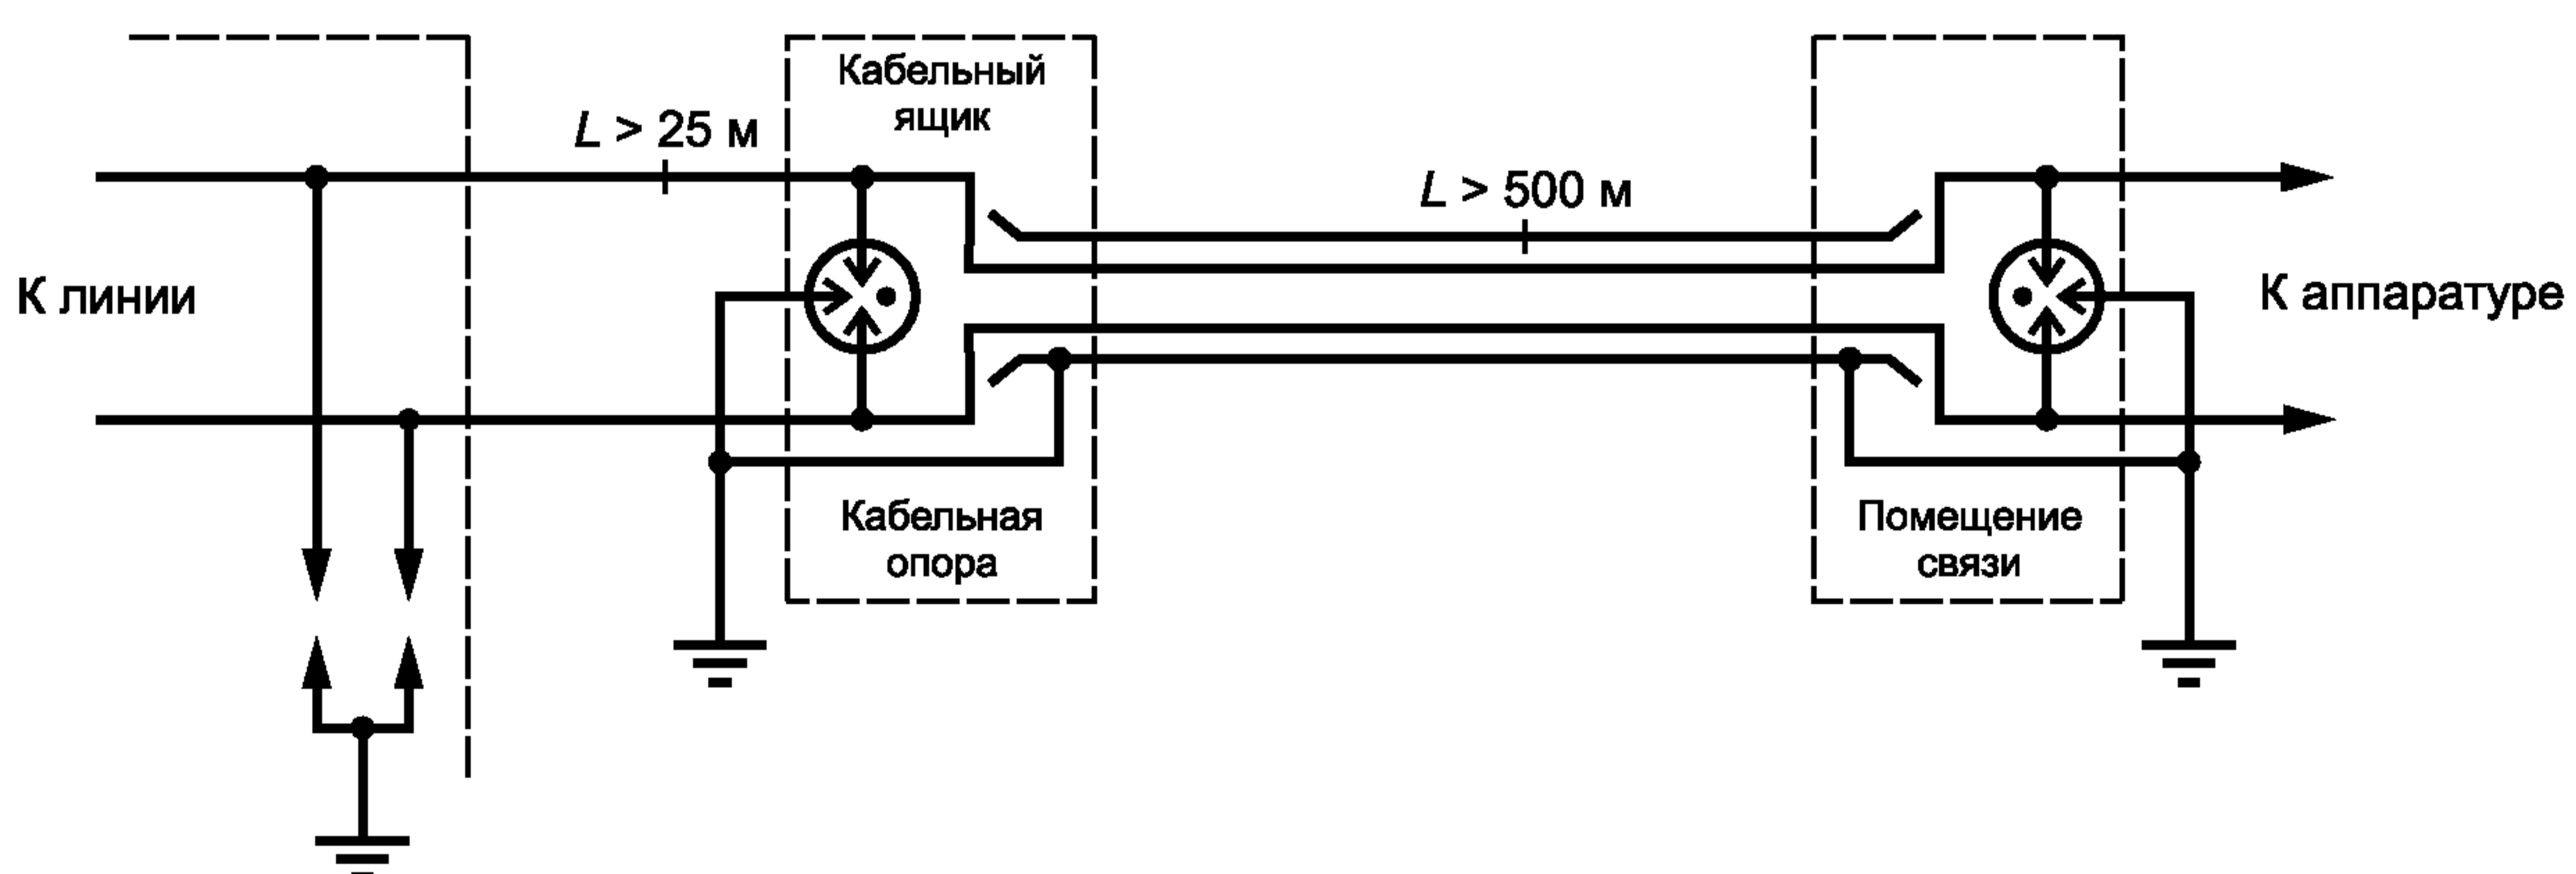 Кабельный
ящик
L > 25 м
L > 500 м
К линии
К аппаратуре
Кабельная
опора
Помещение
связи